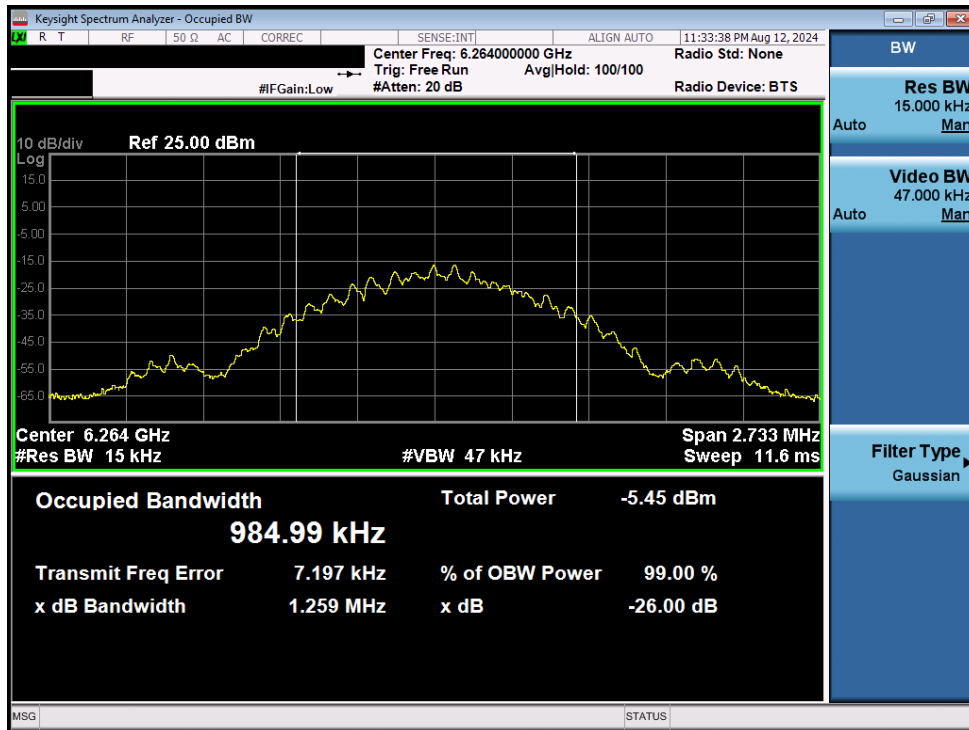 Keysight Spectrum Analyzer - Occupied BW
LXI R T RF 50 Ω AC CORREC SENSE:INT ALIGN AUTO 11:33:38 PM Aug 12, 2024
Center Freq: 6.264000000 GHz Radio Std: None
Trig: Free Run Avg|Hold: 100/100
#IFGain:Low #Atten: 20 dB Radio Device: BTS
10 dB/div Ref 25.00 dBm
Log
15.0
5.00
-5.00
-15.0
-25.0
-35.0
-45.0
-55.0
-65.0
Center 6.264 GHz Span 2.733 MHz
#Res BW 15 kHz #VBW 47 kHz Sweep 11.6 ms
Occupied Bandwidth Total Power -5.45 dBm
984.99 kHz
Transmit Freq Error 7.197 kHz % of OBW Power 99.00 %
x dB Bandwidth 1.259 MHz x dB -26.00 dB
MSG STATUS
BW
Res BW
15.000 kHz
Auto Man
Video BW
47.000 kHz
Auto Man
Filter Type
Gaussian